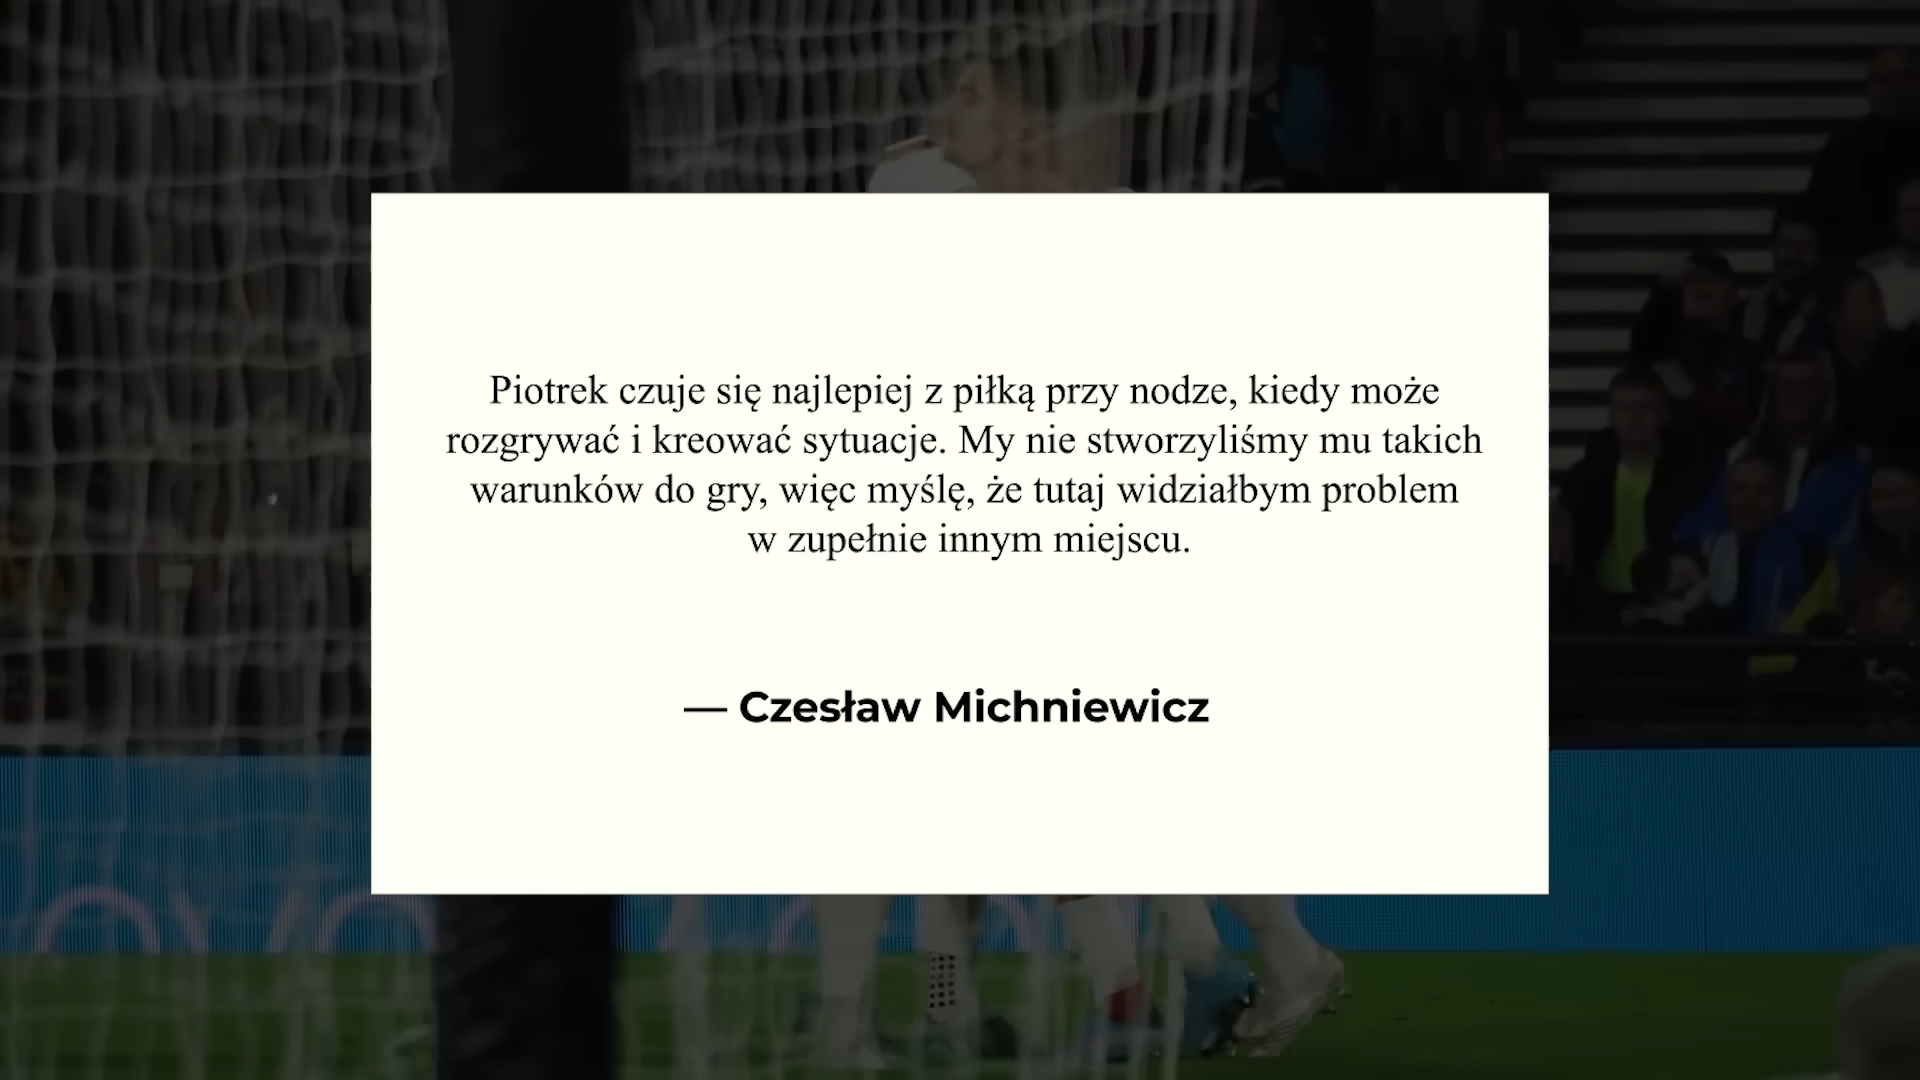 Piotrek czuje się najlepiej z piłką przy nodze, kiedy może
rozgrywać i kreować sytuacje. My nie stworzyliśmy mu takich
warunków do gry, więc myślę, że tutaj widziałbym problem
w zupełnie innym miejscu.
— Czesław Michniewicz